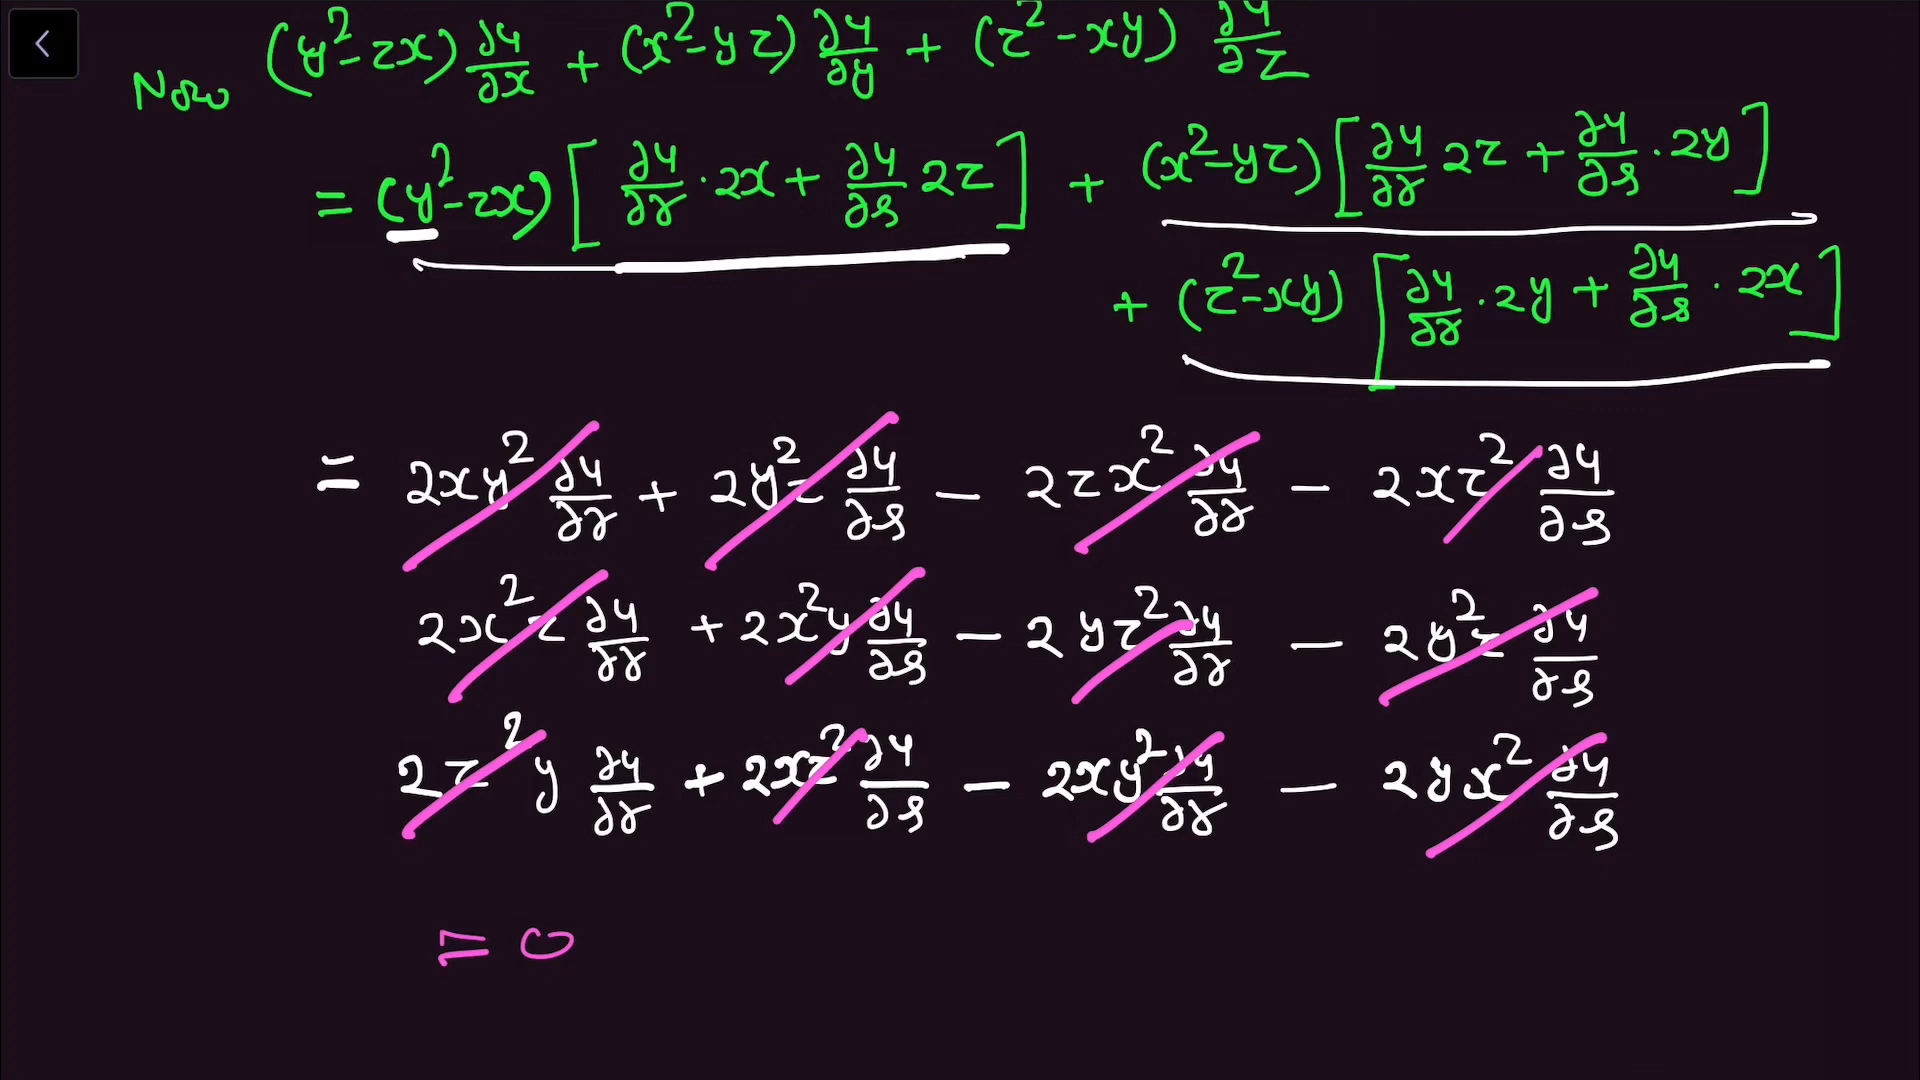 Now (y²-zx) ∂u/∂x + (x²-yz) ∂u/∂y + (z²-xy) ∂u/∂z
= (y²-zx) [∂u/∂r · 2x + ∂u/∂s 2z] + (x²-yz) [∂u/∂r 2z + ∂u/∂s · 2y]
+ (z²-xy) [∂u/∂r · 2y + ∂u/∂s · 2x]
= 2xy² ∂u/∂r + 2y²z ∂u/∂s - 2zx² ∂u/∂r - 2xz² ∂u/∂s
2x²z ∂u/∂r + 2x²y ∂u/∂s - 2yz² ∂u/∂r - 2y²z ∂u/∂s
2z²y ∂u/∂r + 2xz² ∂u/∂s - 2xy² ∂u/∂r - 2yx² ∂u/∂s
= 0